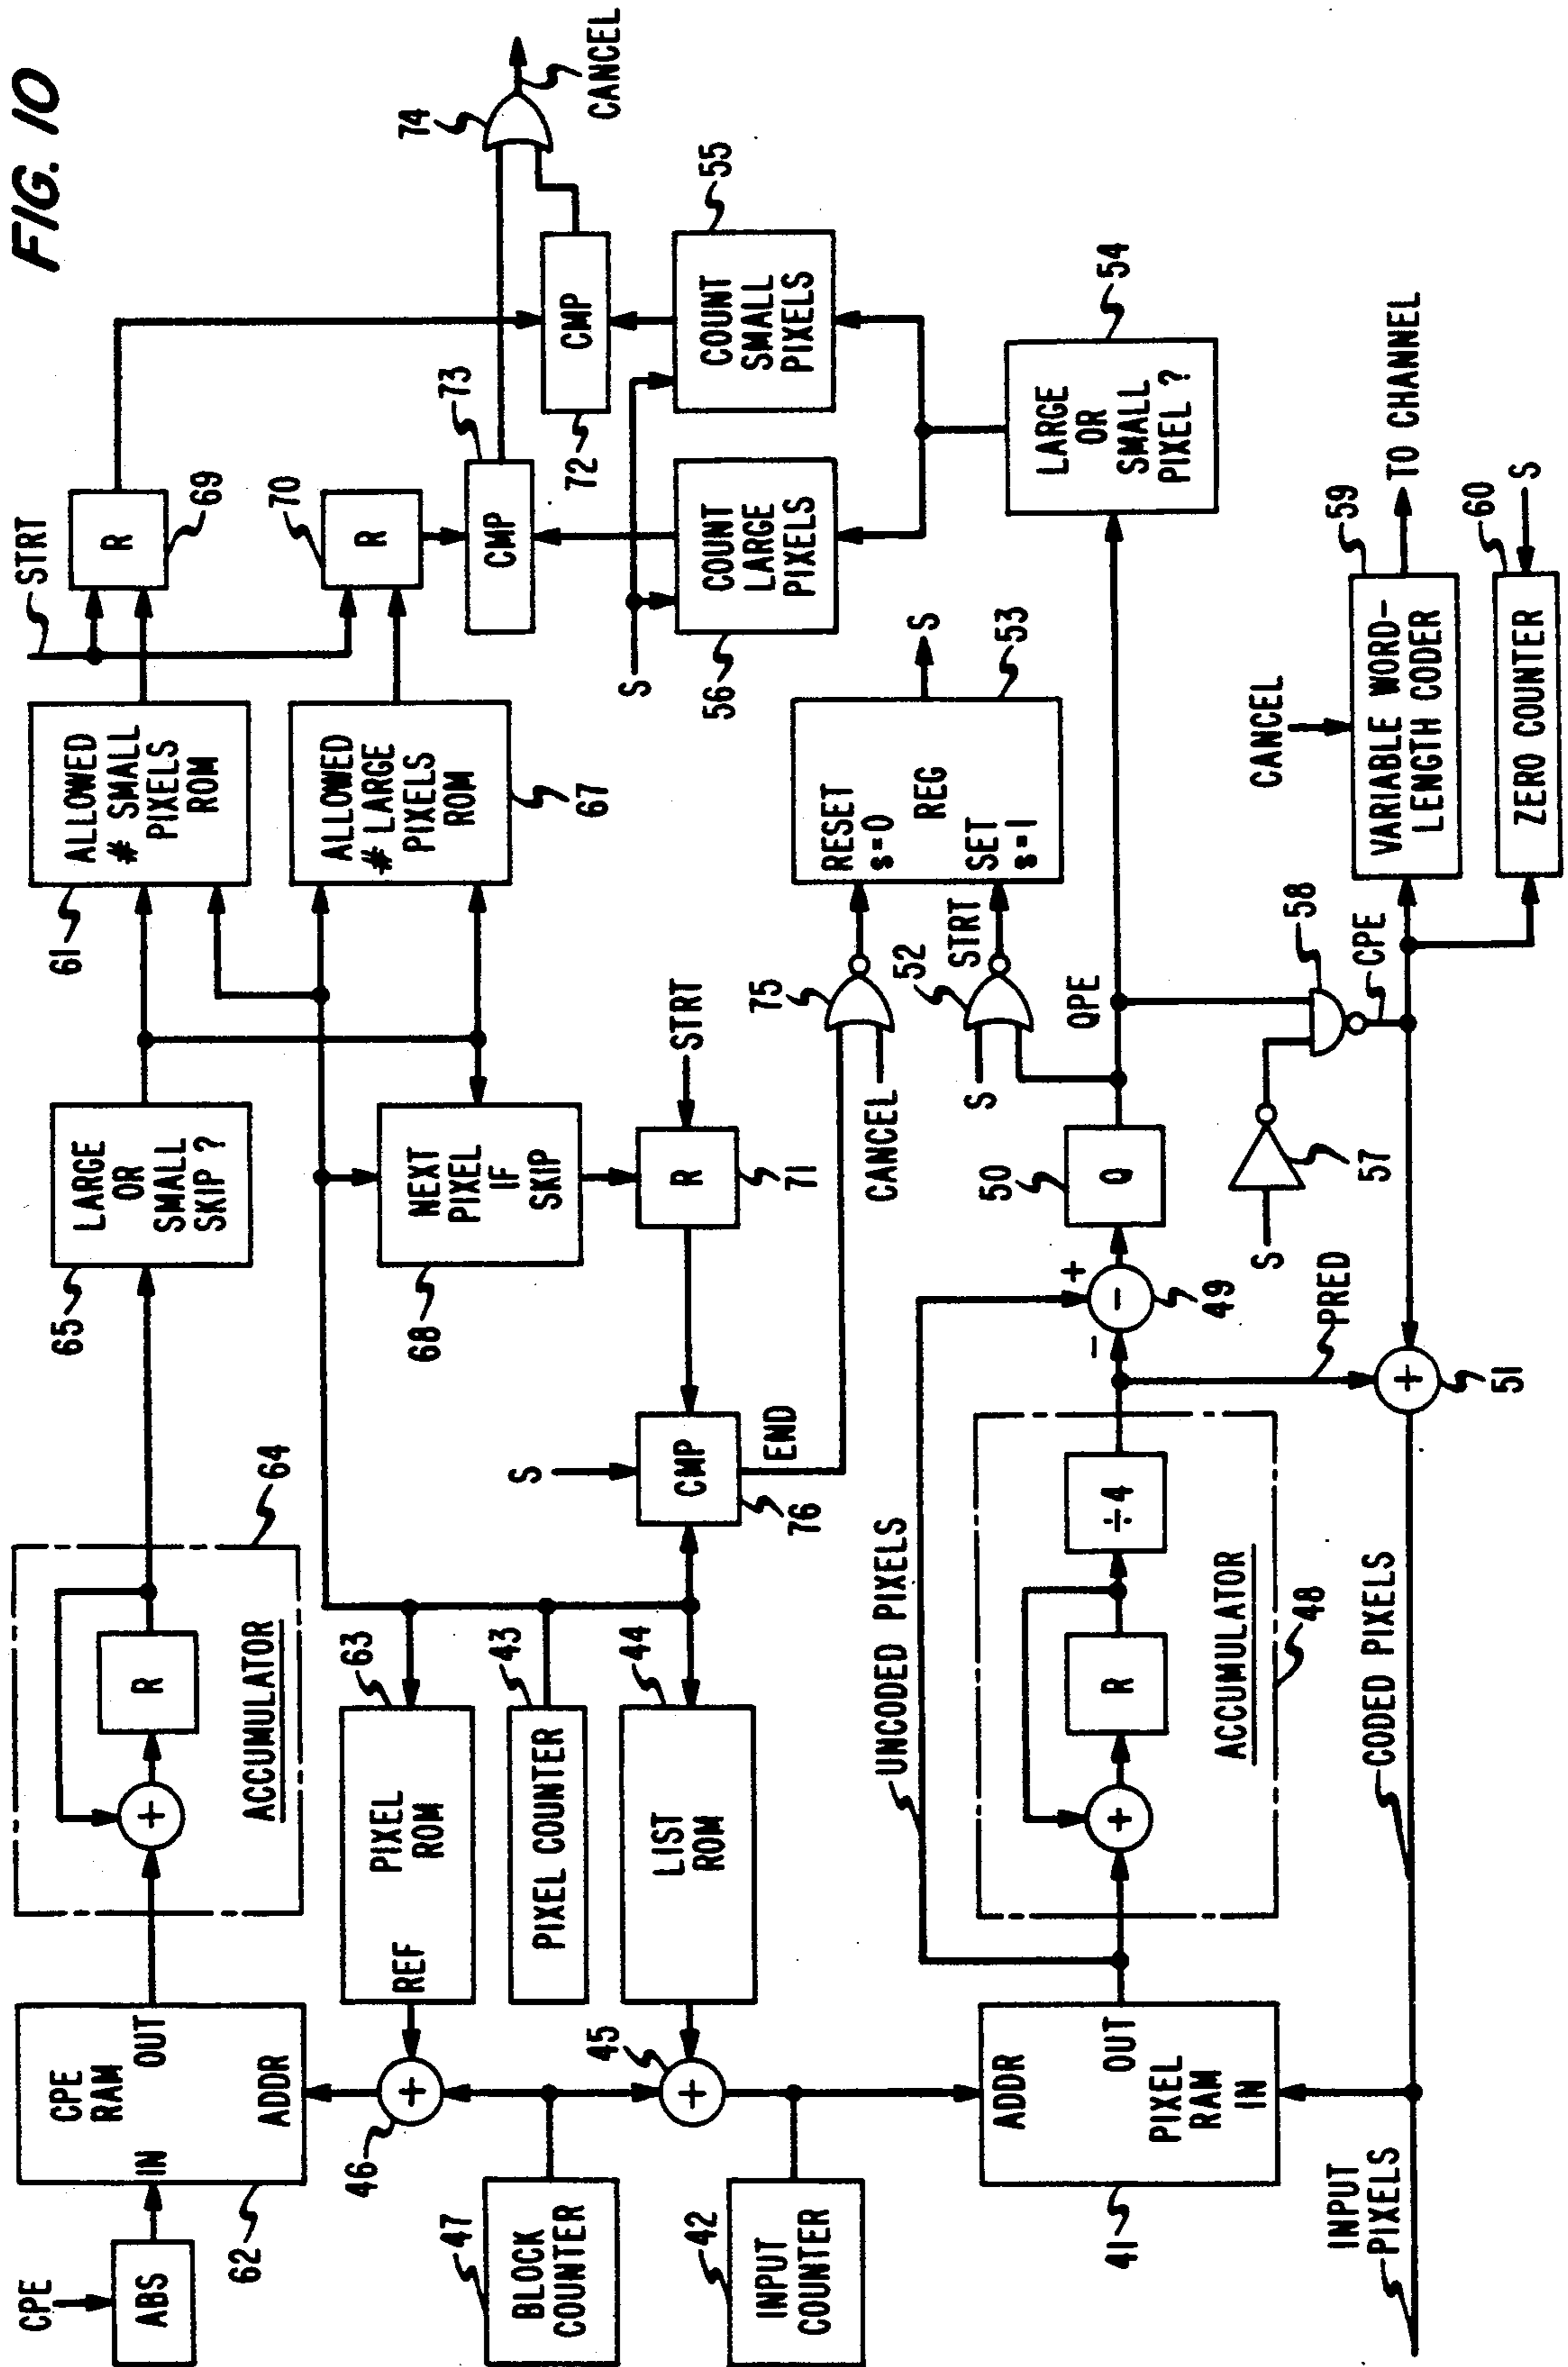 FIG. 10
CPE
ABS
IN
CPE
RAM
OUT
ADDR
62
R
ACCUMULATOR
64
LARGE
OR
SMALL
SKIP ?
65
ALLOWED
# SMALL
PIXELS
ROM
61
STRT
R
69
46
REF
PIXEL
ROM
63
NEXT
PIXEL
IF
SKIP
68
ALLOWED
# LARGE
PIXELS
ROM
67
R
70
CMP
73
74
CANCEL
BLOCK
COUNTER
47
PIXEL COUNTER
43
S
CMP
76
END
R
71
STRT
CMP
72
INPUT
COUNTER
42
45
LIST
ROM
44
COUNT
LARGE
PIXELS
56
COUNT
SMALL
PIXELS
55
S
75
CANCEL
RESET
s=0
REG
SET
s=1
53
S
52
STRT
S
UNCODED PIXELS
ADDR
OUT
PIXEL
RAM
IN
41
R
÷4
ACCUMULATOR
48
+
−
49
Q
50
QPE
LARGE
OR
SMALL
PIXEL ?
54
PRED
S
57
58
CPE
CANCEL
VARIABLE WORD-
LENGTH CODER
59
TO CHANNEL
INPUT
PIXELS
CODED PIXELS
51
ZERO COUNTER
60
S